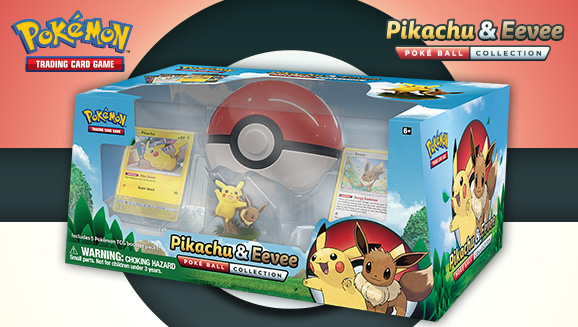 POKéMON
TRADING CARD GAME
Pikachu & Eevee
POKÉ BALL COLLECTION
POKéMON
TRADING CARD GAME
6+
Pikachu
Eevee
Includes 5 Pokémon TCG booster packs!
WARNING: CHOKING HAZARD
Small parts. Not for children under 3 years.
Pikachu & Eevee
POKÉ BALL COLLECTION